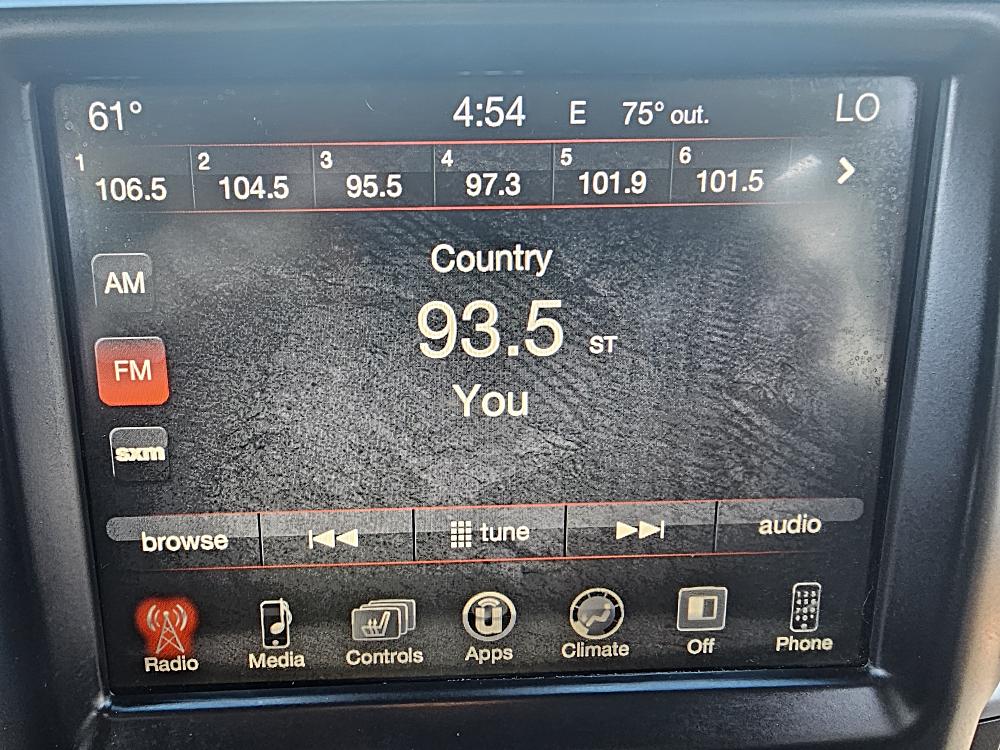 61° 4:54 E 75° out. LO
1 2 3 4 5 6
106.5 104.5 95.5 97.3 101.9 101.5
Country
AM
93.5 ST
FM
You
sxm
browse tune audio
Radio Media Controls Apps Climate Off Phone